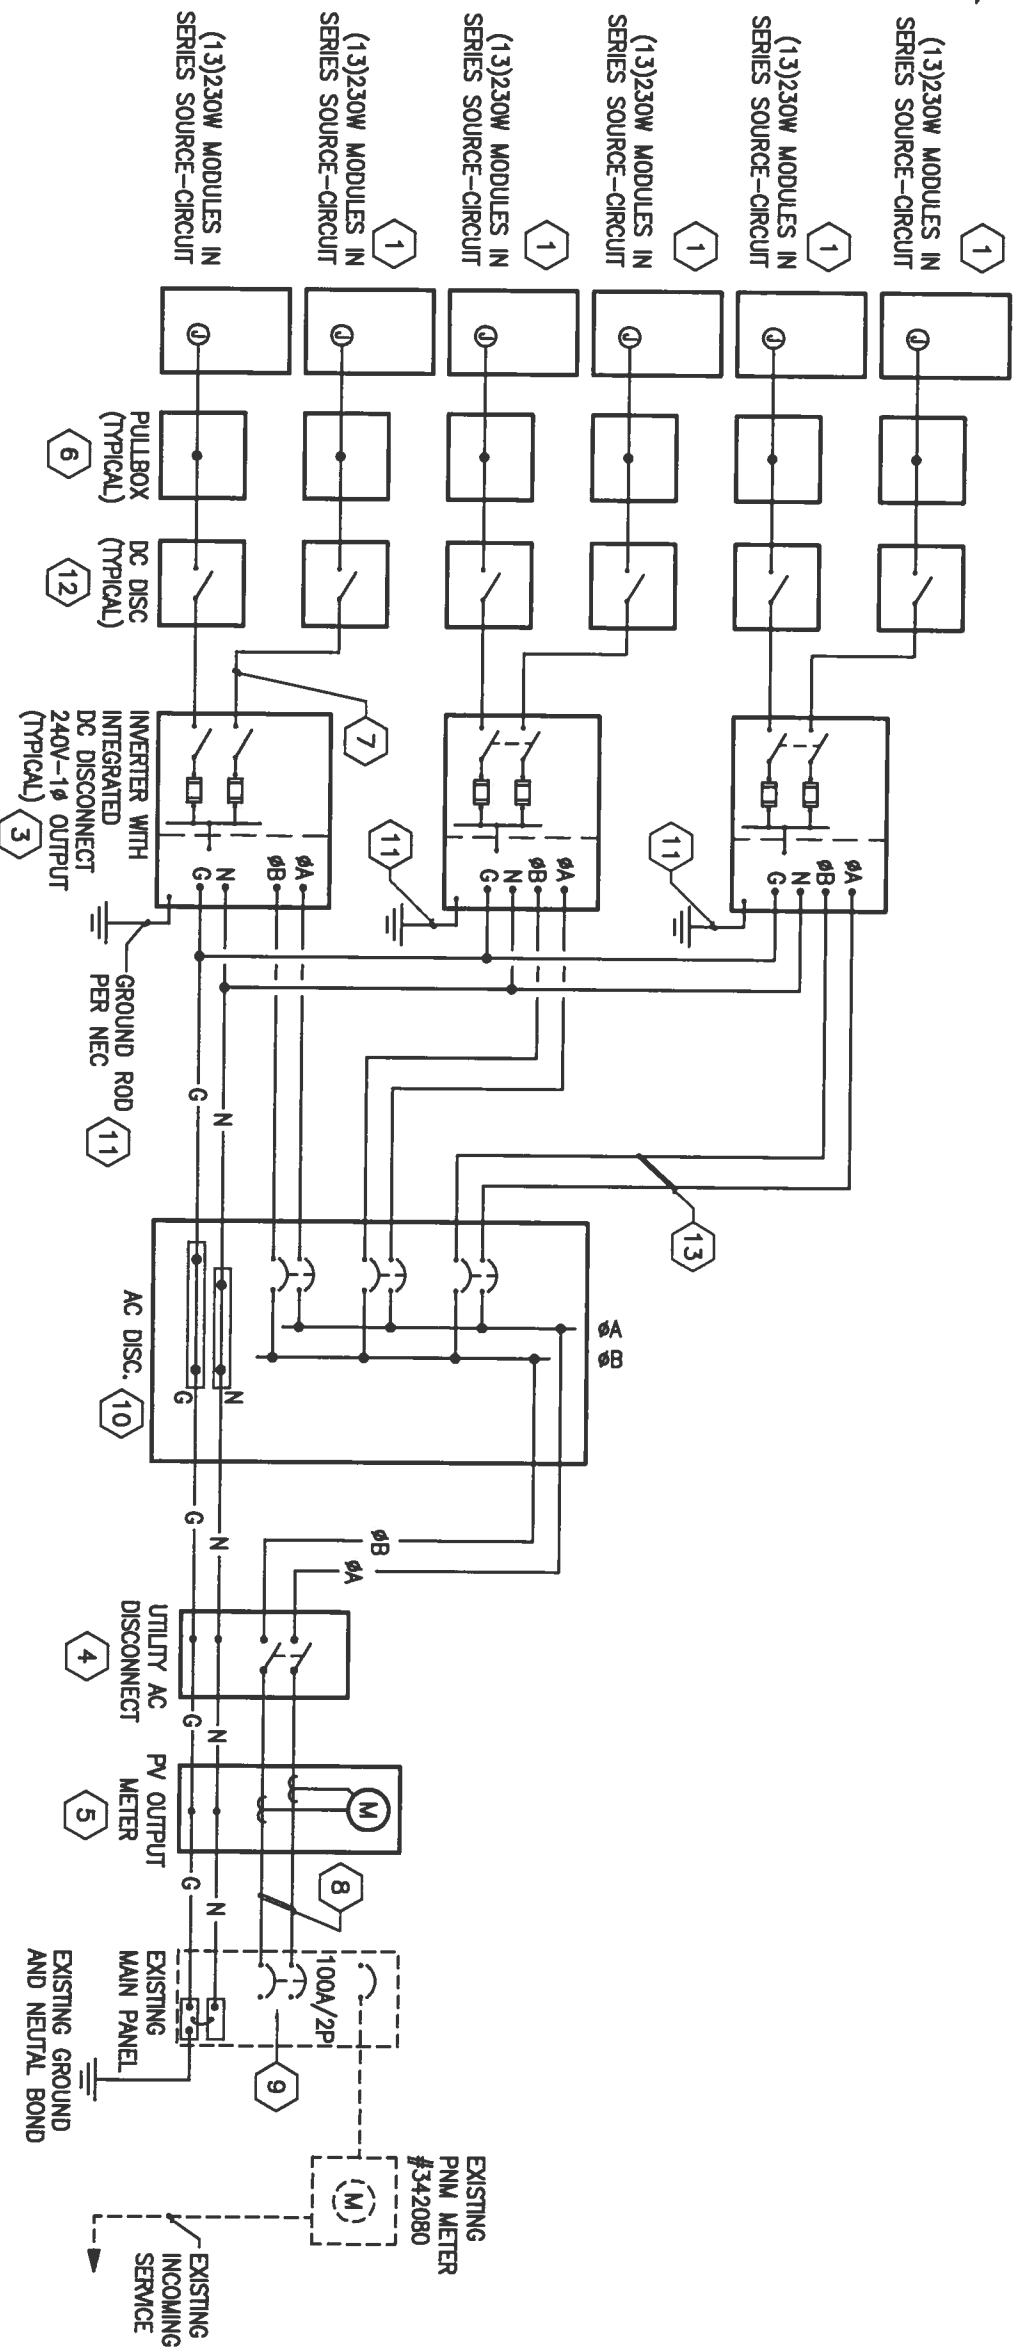 (13)230W MODULES IN
SERIES SOURCE-CIRCUIT
1
(13)230W MODULES IN
SERIES SOURCE-CIRCUIT
1
(13)230W MODULES IN
SERIES SOURCE-CIRCUIT
1
(13)230W MODULES IN
SERIES SOURCE-CIRCUIT
1
(13)230W MODULES IN
SERIES SOURCE-CIRCUIT
1
(13)230W MODULES IN
SERIES SOURCE-CIRCUIT
J
J
J
J
J
J
PULLBOX
(TYPICAL)
6
DC DISC
(TYPICAL)
12
7
INVERTER WITH
INTEGRATED
DC DISCONNECT
240V-1ø OUTPUT
(TYPICAL)
3
øA
øB
N
G
øA
øB
N
G
øA
øB
N
G
11
11
GROUND ROD
PER NEC
11
G
N
13
øA
øB
N
G
AC DISC.
10
G
N
øB
øA
UTILITY AC
DISCONNECT
4
G
N
PV OUTPUT
METER
5
M
G
N
8
100A/2P
9
EXISTING
MAIN PANEL
EXISTING GROUND
AND NEUTAL BOND
EXISTING
PNM METER
#342080
M
EXISTING
INCOMING
SERVICE